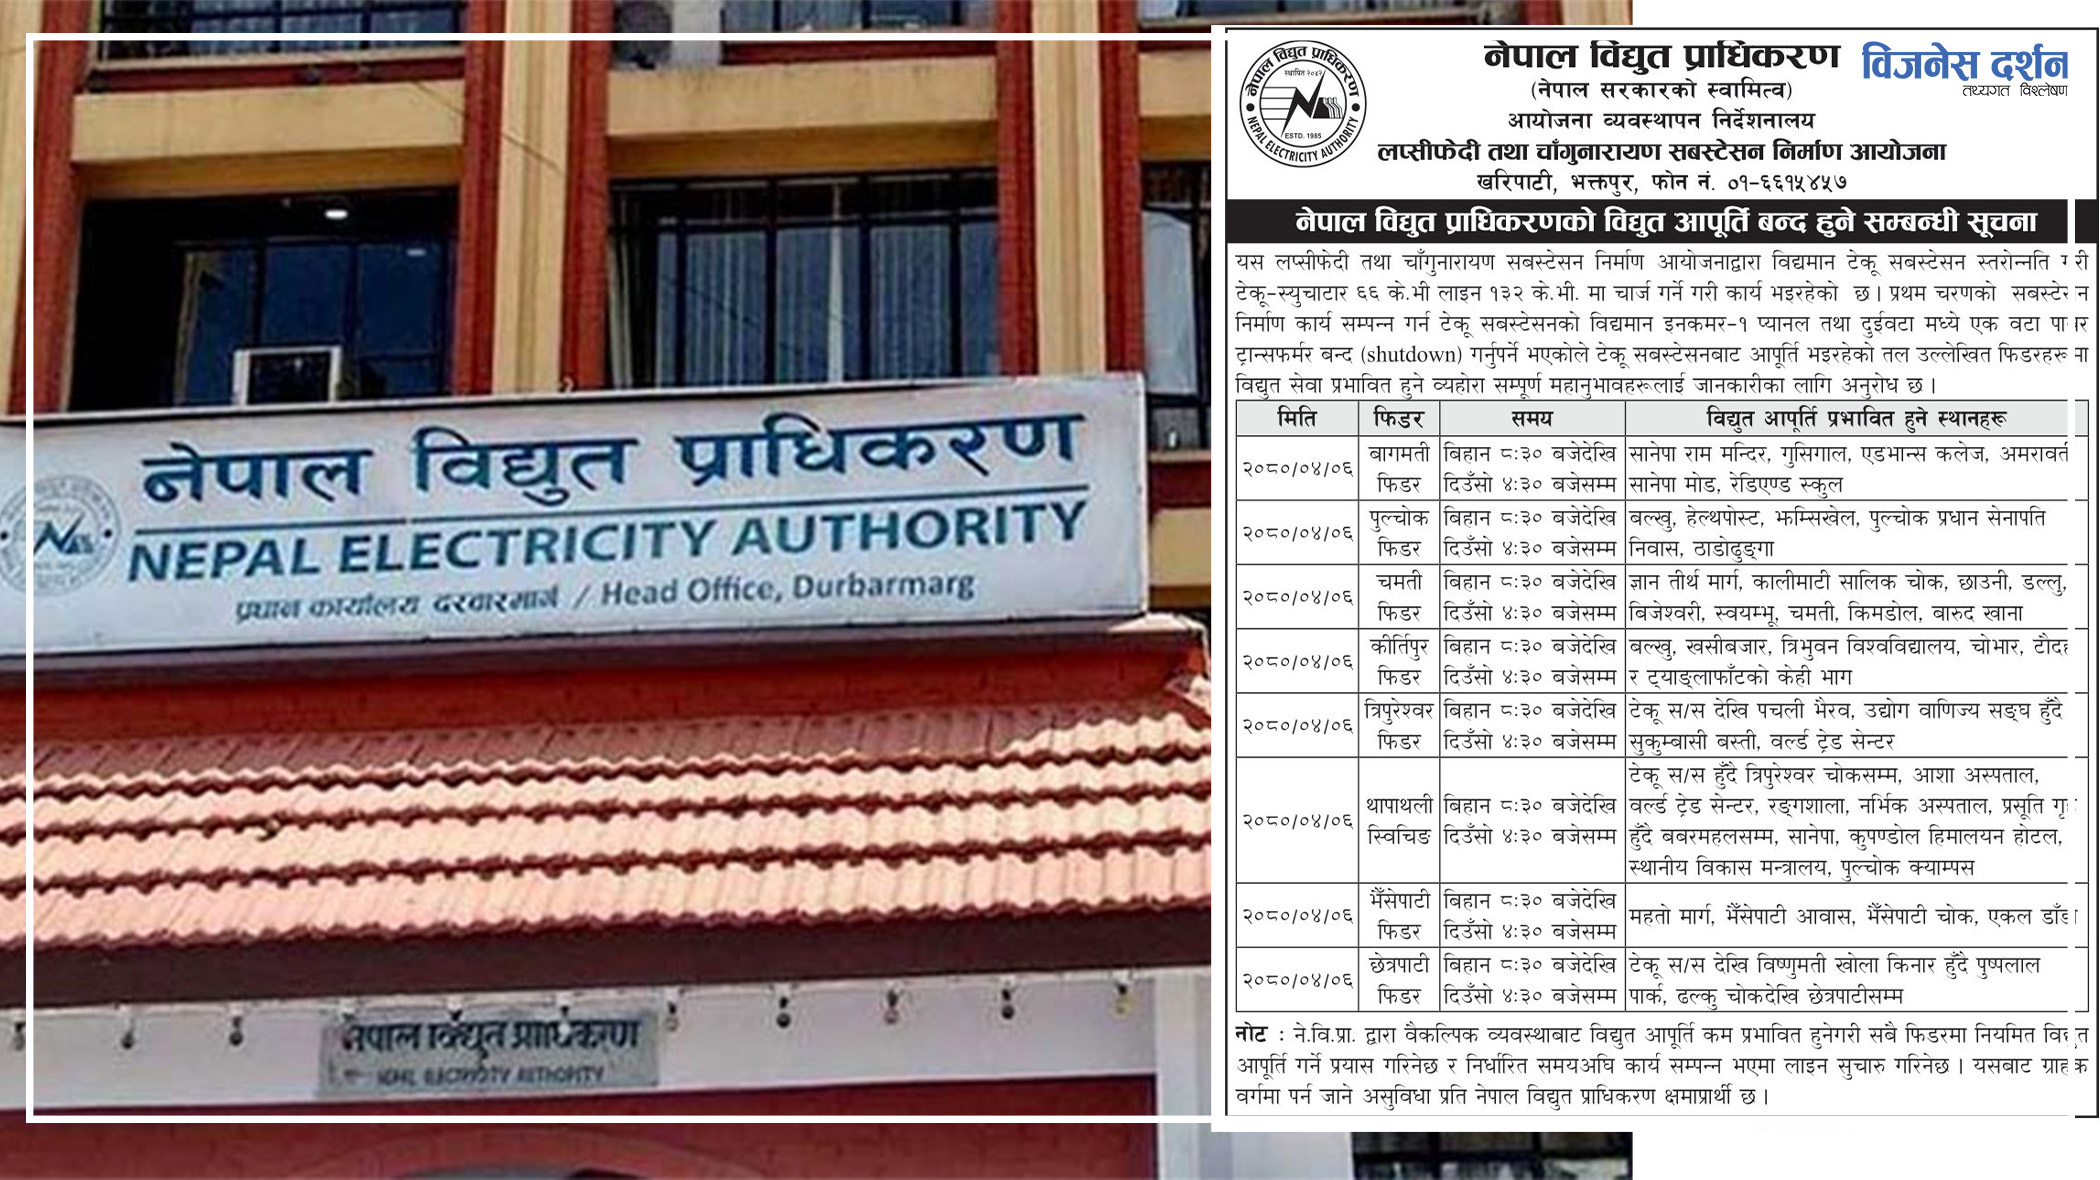 नेपाल विद्युत प्राधिकरण
NEPAL ELECTRICITY AUTHORITY
प्रधान कार्यालय दरबारमार्ग / Head Office, Durbarmarg
नेपाल विद्युत प्राधिकरण
NEPAL ELECTRICITY AUTHORITY
नेपाल विद्युत प्राधिकरण
स्थापित २०४२
ESTD. 1985
NEPAL ELECTRICITY AUTHORITY
नेपाल विद्युत प्राधिकरण
विजनेस दर्शन
तथ्यगत विश्लेषण
(नेपाल सरकारको स्वामित्व)
आयोजना व्यवस्थापन निर्देशनालय
लप्सीफेदी तथा चाँगुनारायण सबस्टेसन निर्माण आयोजना
खरिपाटी, भक्तपुर, फोन नं. ०१-६६१५४५७
नेपाल विद्युत प्राधिकरणको विद्युत आपूर्ति बन्द हुने सम्बन्धी सूचना
यस लप्सीफेदी तथा चाँगुनारायण सबस्टेसन निर्माण आयोजनाद्वारा विद्यमान टेकू सबस्टेसन स्तरोन्नति गरी
टेकू-स्युचाटार ६६ के.भी लाइन १३२ के.भी. मा चार्ज गर्ने गरी कार्य भइरहेको छ। प्रथम चरणको सबस्टेसन
निर्माण कार्य सम्पन्न गर्न टेकू सबस्टेसनको विद्यमान इनकमर-१ प्यानल तथा दुईवटा मध्ये एक वटा पावर
ट्रान्सफर्मर बन्द (shutdown) गर्नुपर्ने भएकोले टेकू सबस्टेसनबाट आपूर्ति भइरहेको तल उल्लेखित फिडरहरूमा
विद्युत सेवा प्रभावित हुने व्यहोरा सम्पूर्ण महानुभावहरूलाई जानकारीका लागि अनुरोध छ।
मिति फिडर समय विद्युत आपूर्ति प्रभावित हुने स्थानहरू
२०८०/०४/०६ बागमती फिडर बिहान ८:३० बजेदेखि दिउँसो ४:३० बजेसम्म सानेपा राम मन्दिर, गुसिगाल, एडभान्स कलेज, अमरावती
सानेपा मोड, रेडिएण्ड स्कुल
२०८०/०४/०६ पुल्चोक फिडर बिहान ८:३० बजेदेखि दिउँसो ४:३० बजेसम्म बल्खु, हेल्थपोस्ट, झम्सिखेल, पुल्चोक प्रधान सेनापति
निवास, ठाडोढुङ्गा
२०८०/०४/०६ चमती फिडर बिहान ८:३० बजेदेखि दिउँसो ४:३० बजेसम्म ज्ञान तीर्थ मार्ग, कालीमाटी सालिक चोक, छाउनी, डल्लु,
बिजेश्वरी, स्वयम्भू, चमती, किमडोल, बारुद खाना
२०८०/०४/०६ कीर्तिपुर फिडर बिहान ८:३० बजेदेखि दिउँसो ४:३० बजेसम्म बल्खु, खसीबजार, त्रिभुवन विश्वविद्यालय, चोभार, टौदह
र ट्याङ्लाफाँटको केही भाग
२०८०/०४/०६ त्रिपुरेश्वर फिडर बिहान ८:३० बजेदेखि दिउँसो ४:३० बजेसम्म टेकू स/स देखि पचली भैरव, उद्योग वाणिज्य सङ्घ हुँदै
सुकुम्बासी बस्ती, वर्ल्ड ट्रेड सेन्टर
२०८०/०४/०६ थापाथली स्विचिङ बिहान ८:३० बजेदेखि दिउँसो ४:३० बजेसम्म टेकू स/स हुँदै त्रिपुरेश्वर चोकसम्म, आशा अस्पताल,
वर्ल्ड ट्रेड सेन्टर, रङ्गशाला, नर्भिक अस्पताल, प्रसूति गृह
हुँदै बबरमहलसम्म, सानेपा, कुपण्डोल हिमालयन होटल,
स्थानीय विकास मन्त्रालय, पुल्चोक क्याम्पस
२०८०/०४/०६ भैँसेपाटी फिडर बिहान ८:३० बजेदेखि दिउँसो ४:३० बजेसम्म महतो मार्ग, भैँसेपाटी आवास, भैँसेपाटी चोक, एकल डाँडा
२०८०/०४/०६ छेत्रपाटी फिडर बिहान ८:३० बजेदेखि दिउँसो ४:३० बजेसम्म टेकू स/स देखि विष्णुमती खोला किनार हुँदै पुष्पलाल
पार्क, ढल्कु चोकदेखि छेत्रपाटीसम्म
नोट : ने.वि.प्रा. द्वारा वैकल्पिक व्यवस्थाबाट विद्युत आपूर्ति कम प्रभावित हुनेगरी सबै फिडरमा नियमित विद्युत
आपूर्ति गर्ने प्रयास गरिनेछ र निर्धारित समयअघि कार्य सम्पन्न भएमा लाइन सुचारु गरिनेछ। यसबाट ग्राहक
वर्गमा पर्न जाने असुविधा प्रति नेपाल विद्युत प्राधिकरण क्षमाप्रार्थी छ।